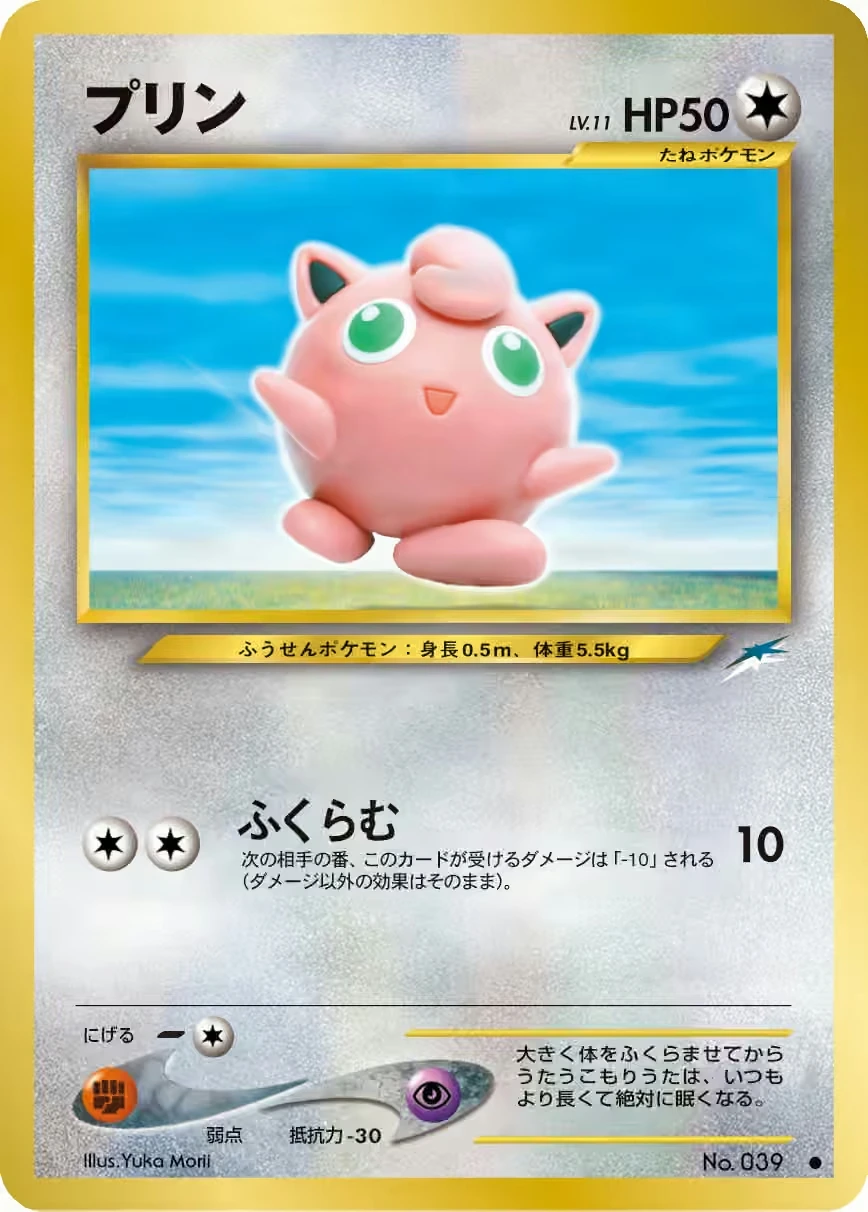 プリン
LV.11 HP50
たねポケモン
ふうせんポケモン：身長0.5m、体重5.5kg
ふくらむ 10
次の相手の番、このカードが受けるダメージは「-10」される
（ダメージ以外の効果はそのまま）。
にげる
大きく体をふくらませてから
うたうこもりうたは、いつも
より長くて絶対に眠くなる。
弱点 抵抗力-30
Illus.Yuka Morii No. 039